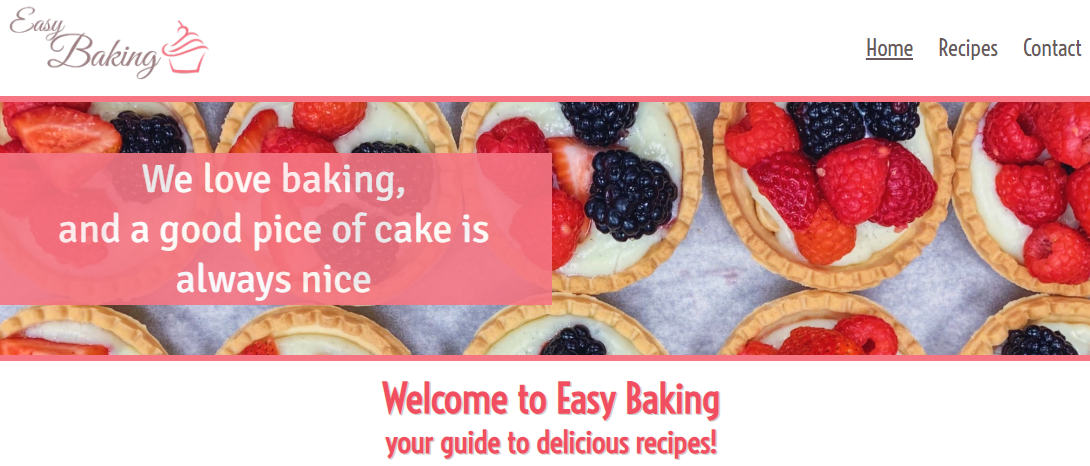 Easy
Baking
Home Recipes Contact
We love baking,
and a good pice of cake is
always nice
Welcome to Easy Baking
your guide to delicious recipes!